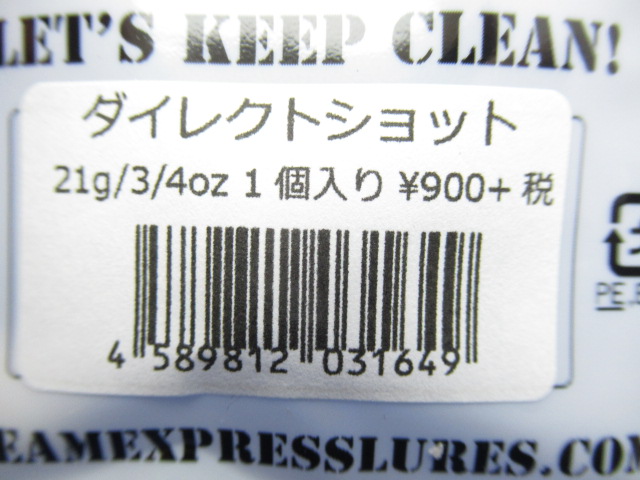 LET'S KEEP CLEAN!
ダイレクトショット
21g/3/4oz 1個入り ¥900+税
4 589812 031649
PE.
EAMEXPRESSLURES.COM